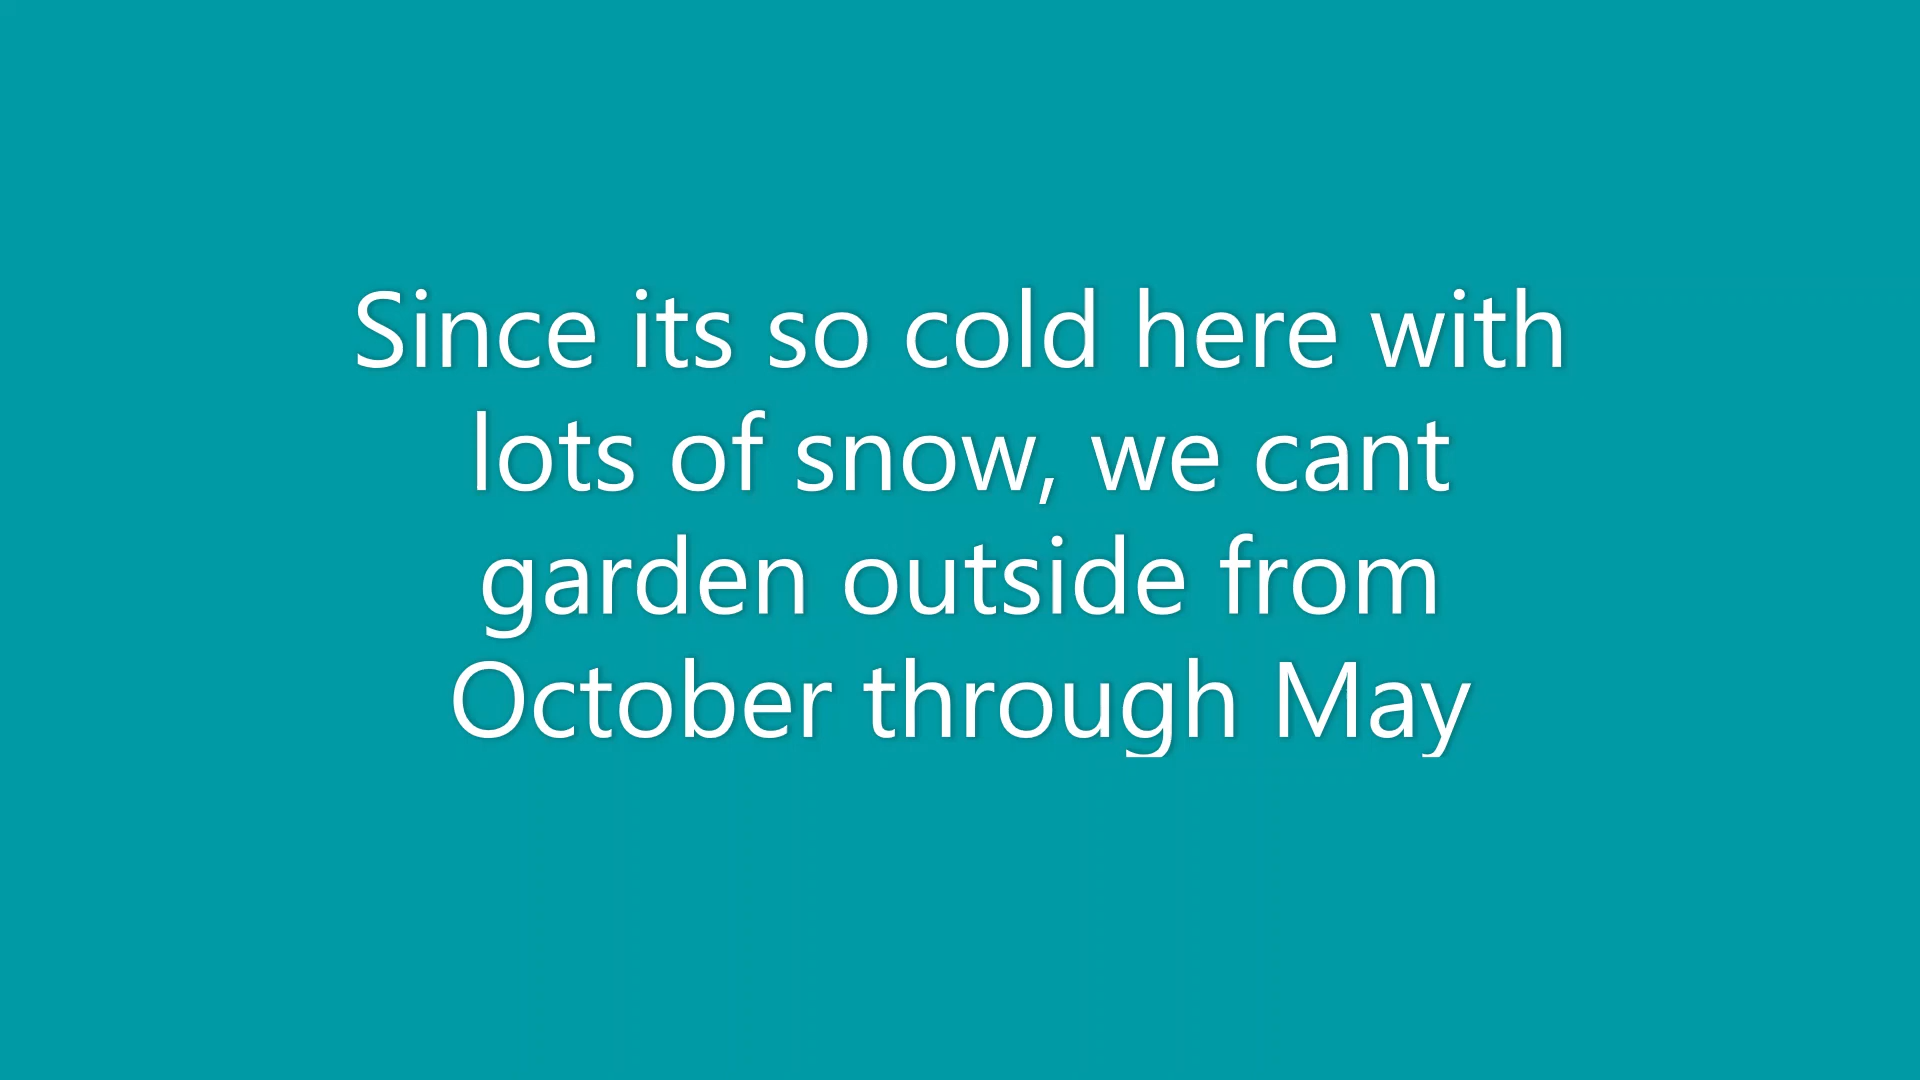 Since its so cold here with
lots of snow, we cant
garden outside from
October through May